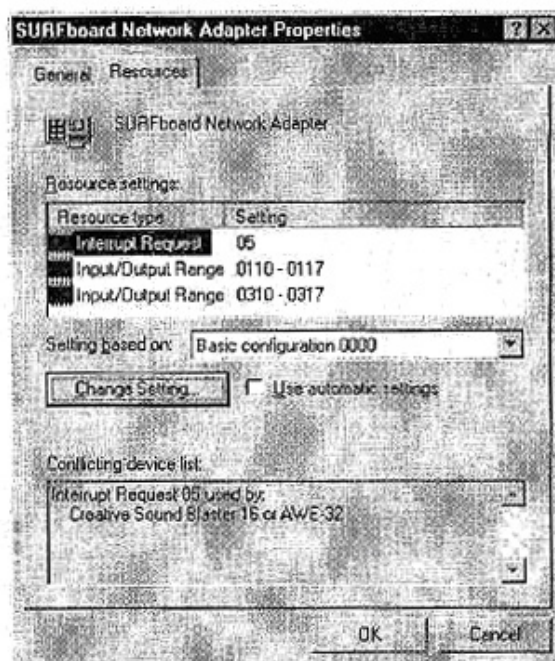 SURFboard Network Adapter Properties
General Resources
SURFboard Network Adapter
Resource settings:
Resource type Setting
Interrupt Request 05
Input/Output Range 0110 - 0117
Input/Output Range 0310 - 0317
Setting based on: Basic configuration 0000
Change Setting... Use automatic settings
Conflicting device list:
Interrupt Request 05 used by:
Creative Sound Blaster 16 or AWE-32
OK Cancel